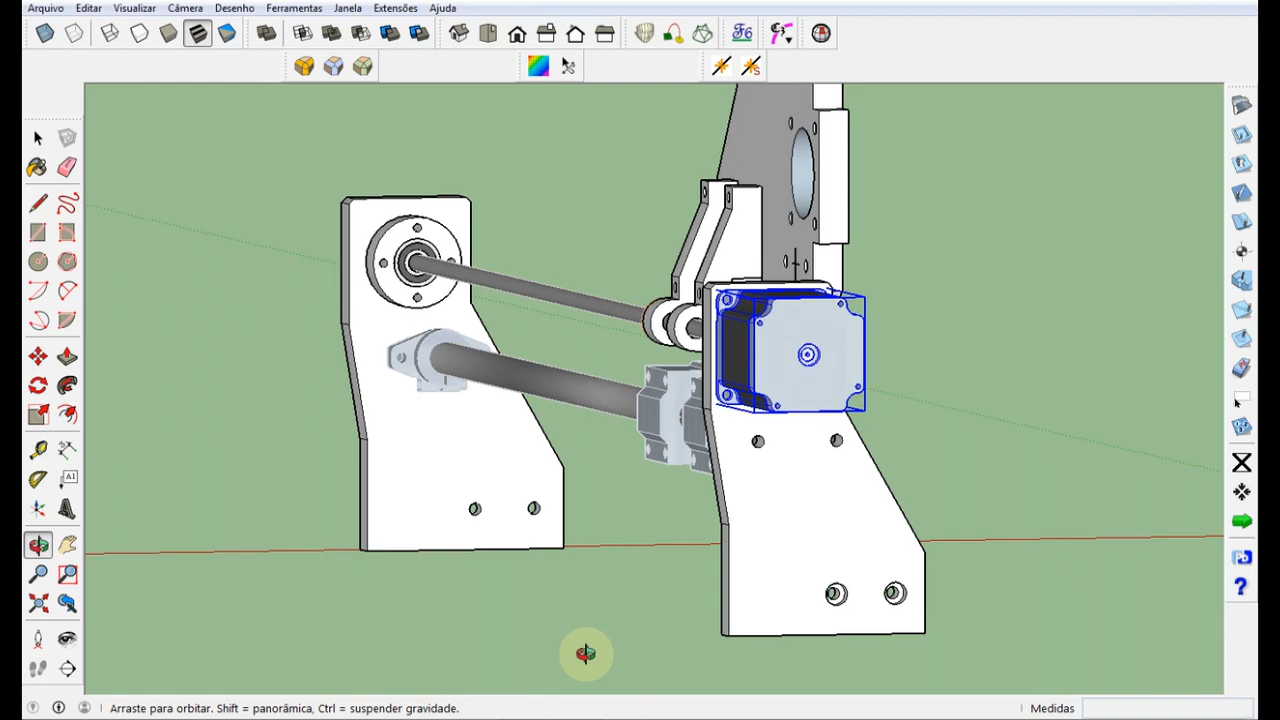 Arquivo Editar Visualizar Câmera Desenho Ferramentas Janela Extensões Ajuda
Arraste para orbitar. Shift = panorâmica, Ctrl = suspender gravidade.
Medidas